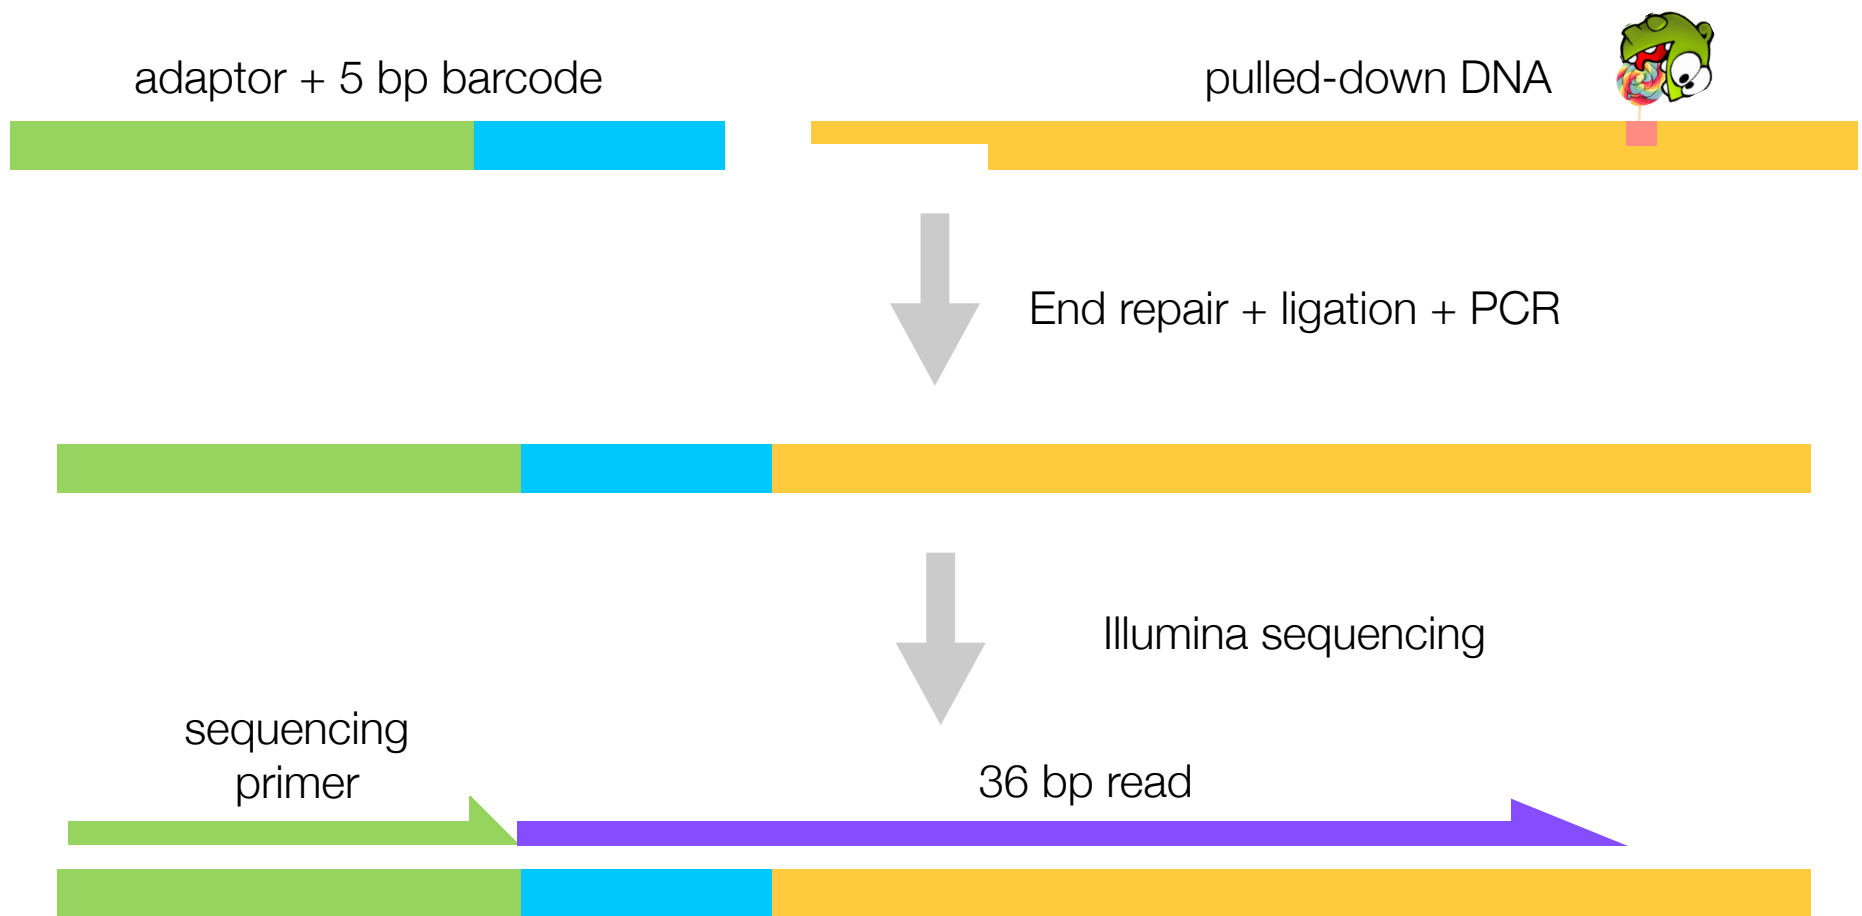 adaptor + 5 bp barcode
pulled-down DNA
End repair + ligation + PCR
Illumina sequencing
sequencing
primer
36 bp read